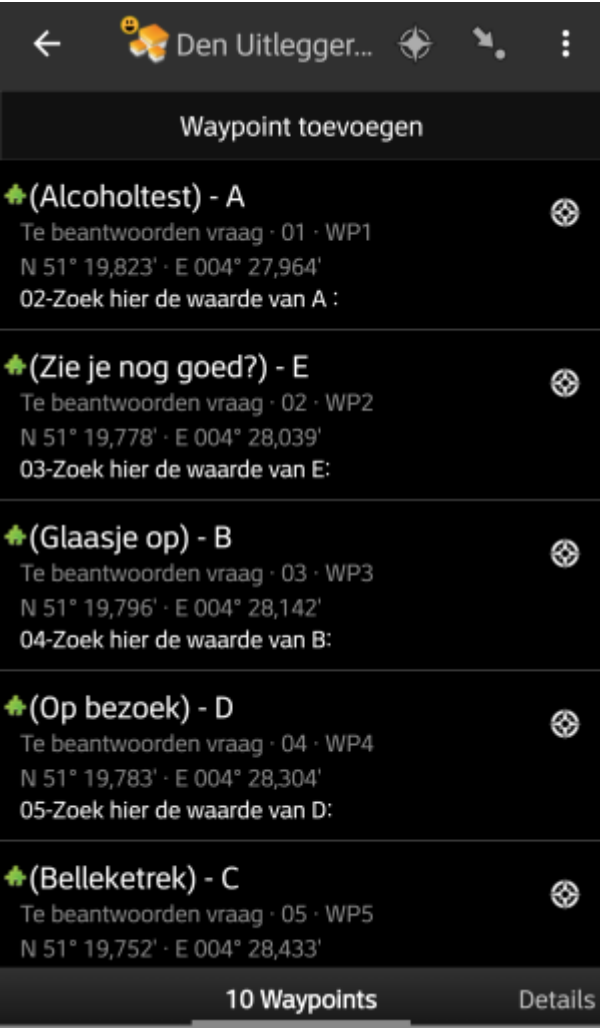 Den Uitlegger...
Waypoint toevoegen
(Alcoholtest) - A
Te beantwoorden vraag · 01 · WP1
N 51° 19,823' · E 004° 27,964'
02-Zoek hier de waarde van A :
(Zie je nog goed?) - E
Te beantwoorden vraag · 02 · WP2
N 51° 19,778' · E 004° 28,039'
03-Zoek hier de waarde van E:
(Glaasje op) - B
Te beantwoorden vraag · 03 · WP3
N 51° 19,796' · E 004° 28,142'
04-Zoek hier de waarde van B:
(Op bezoek) - D
Te beantwoorden vraag · 04 · WP4
N 51° 19,783' · E 004° 28,304'
05-Zoek hier de waarde van D:
(Belleketrek) - C
Te beantwoorden vraag · 05 · WP5
N 51° 19,752' · E 004° 28,433'
10 Waypoints
Details